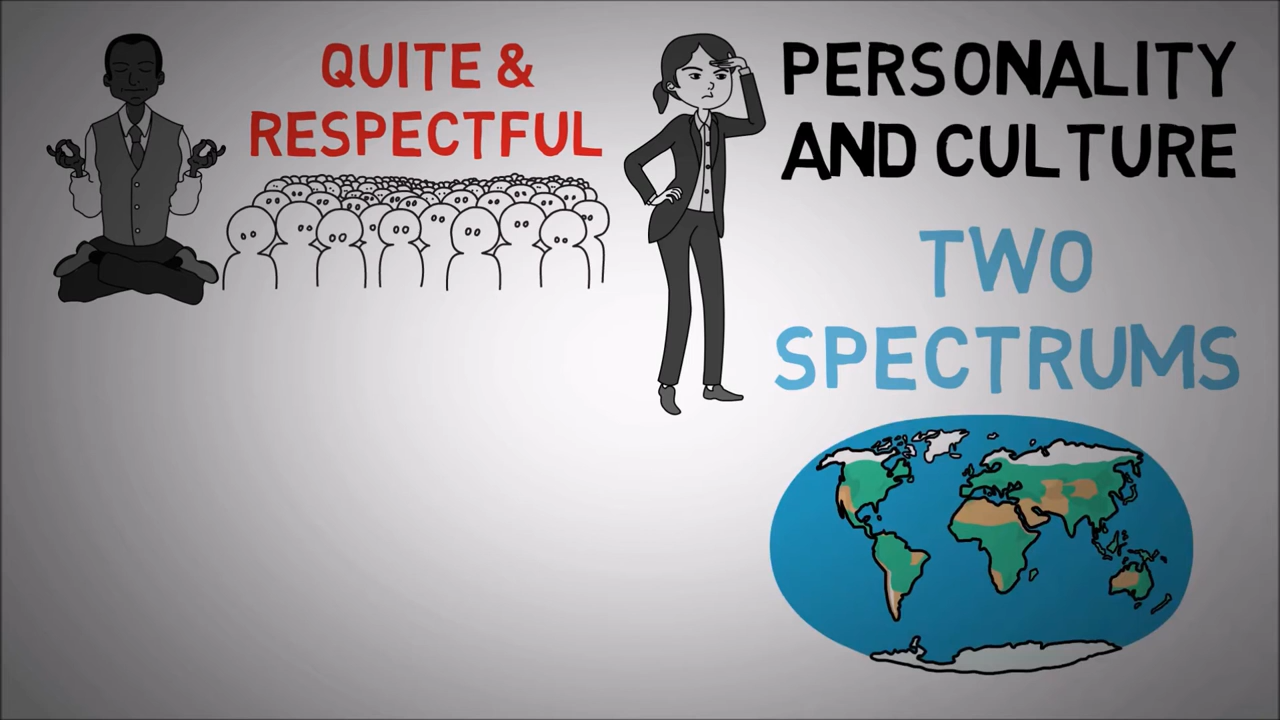 QUITE &
RESPECTFUL
PERSONALITY
AND CULTURE
TWO
SPECTRUMS